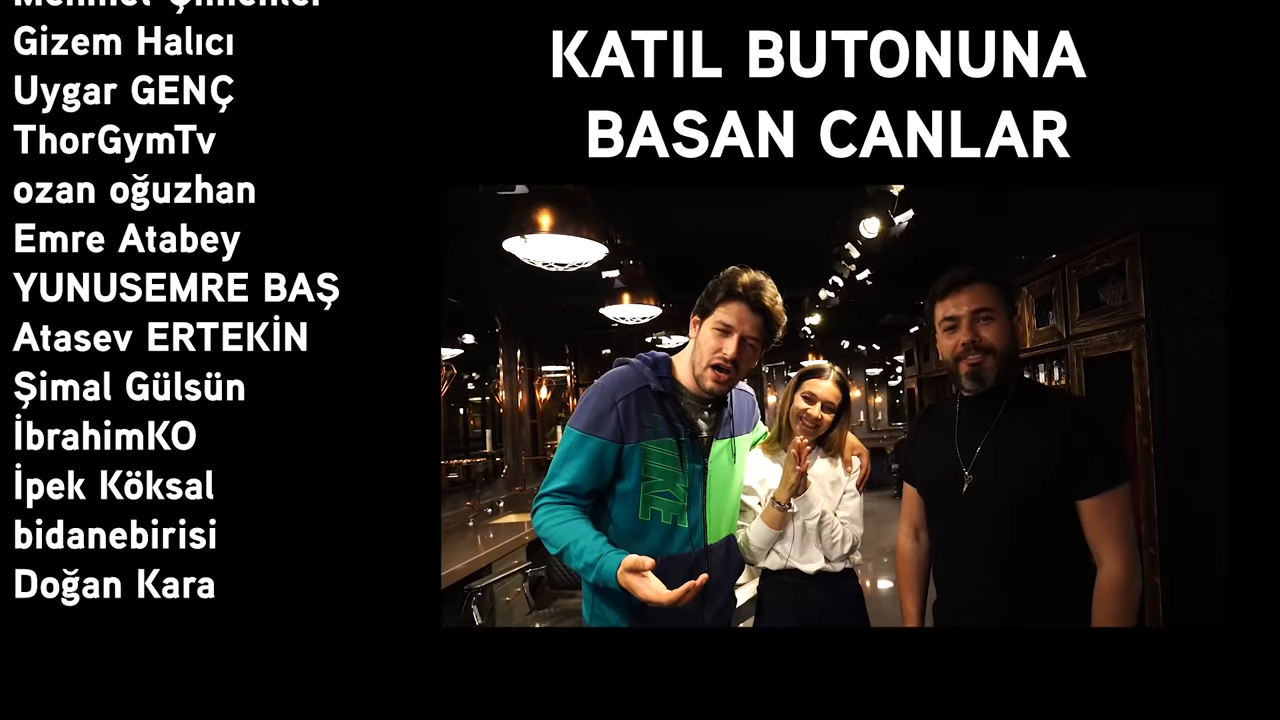 Gizem Halıcı
Uygar GENÇ
ThorGymTv
ozan oğuzhan
Emre Atabey
YUNUSEMRE BAŞ
Atasev ERTEKİN
Şimal Gülsün
İbrahimKO
İpek Köksal
bidanebirisi
Doğan Kara
KATIL BUTONUNA
BASAN CANLAR
NIKE